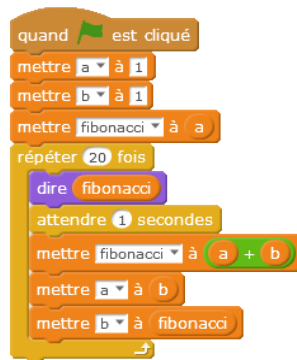 quand est cliqué
mettre a à 1
mettre b à 1
mettre fibonacci à a
répéter 20 fois
dire fibonacci
attendre 1 secondes
mettre fibonacci à a + b
mettre a à b
mettre b à fibonacci